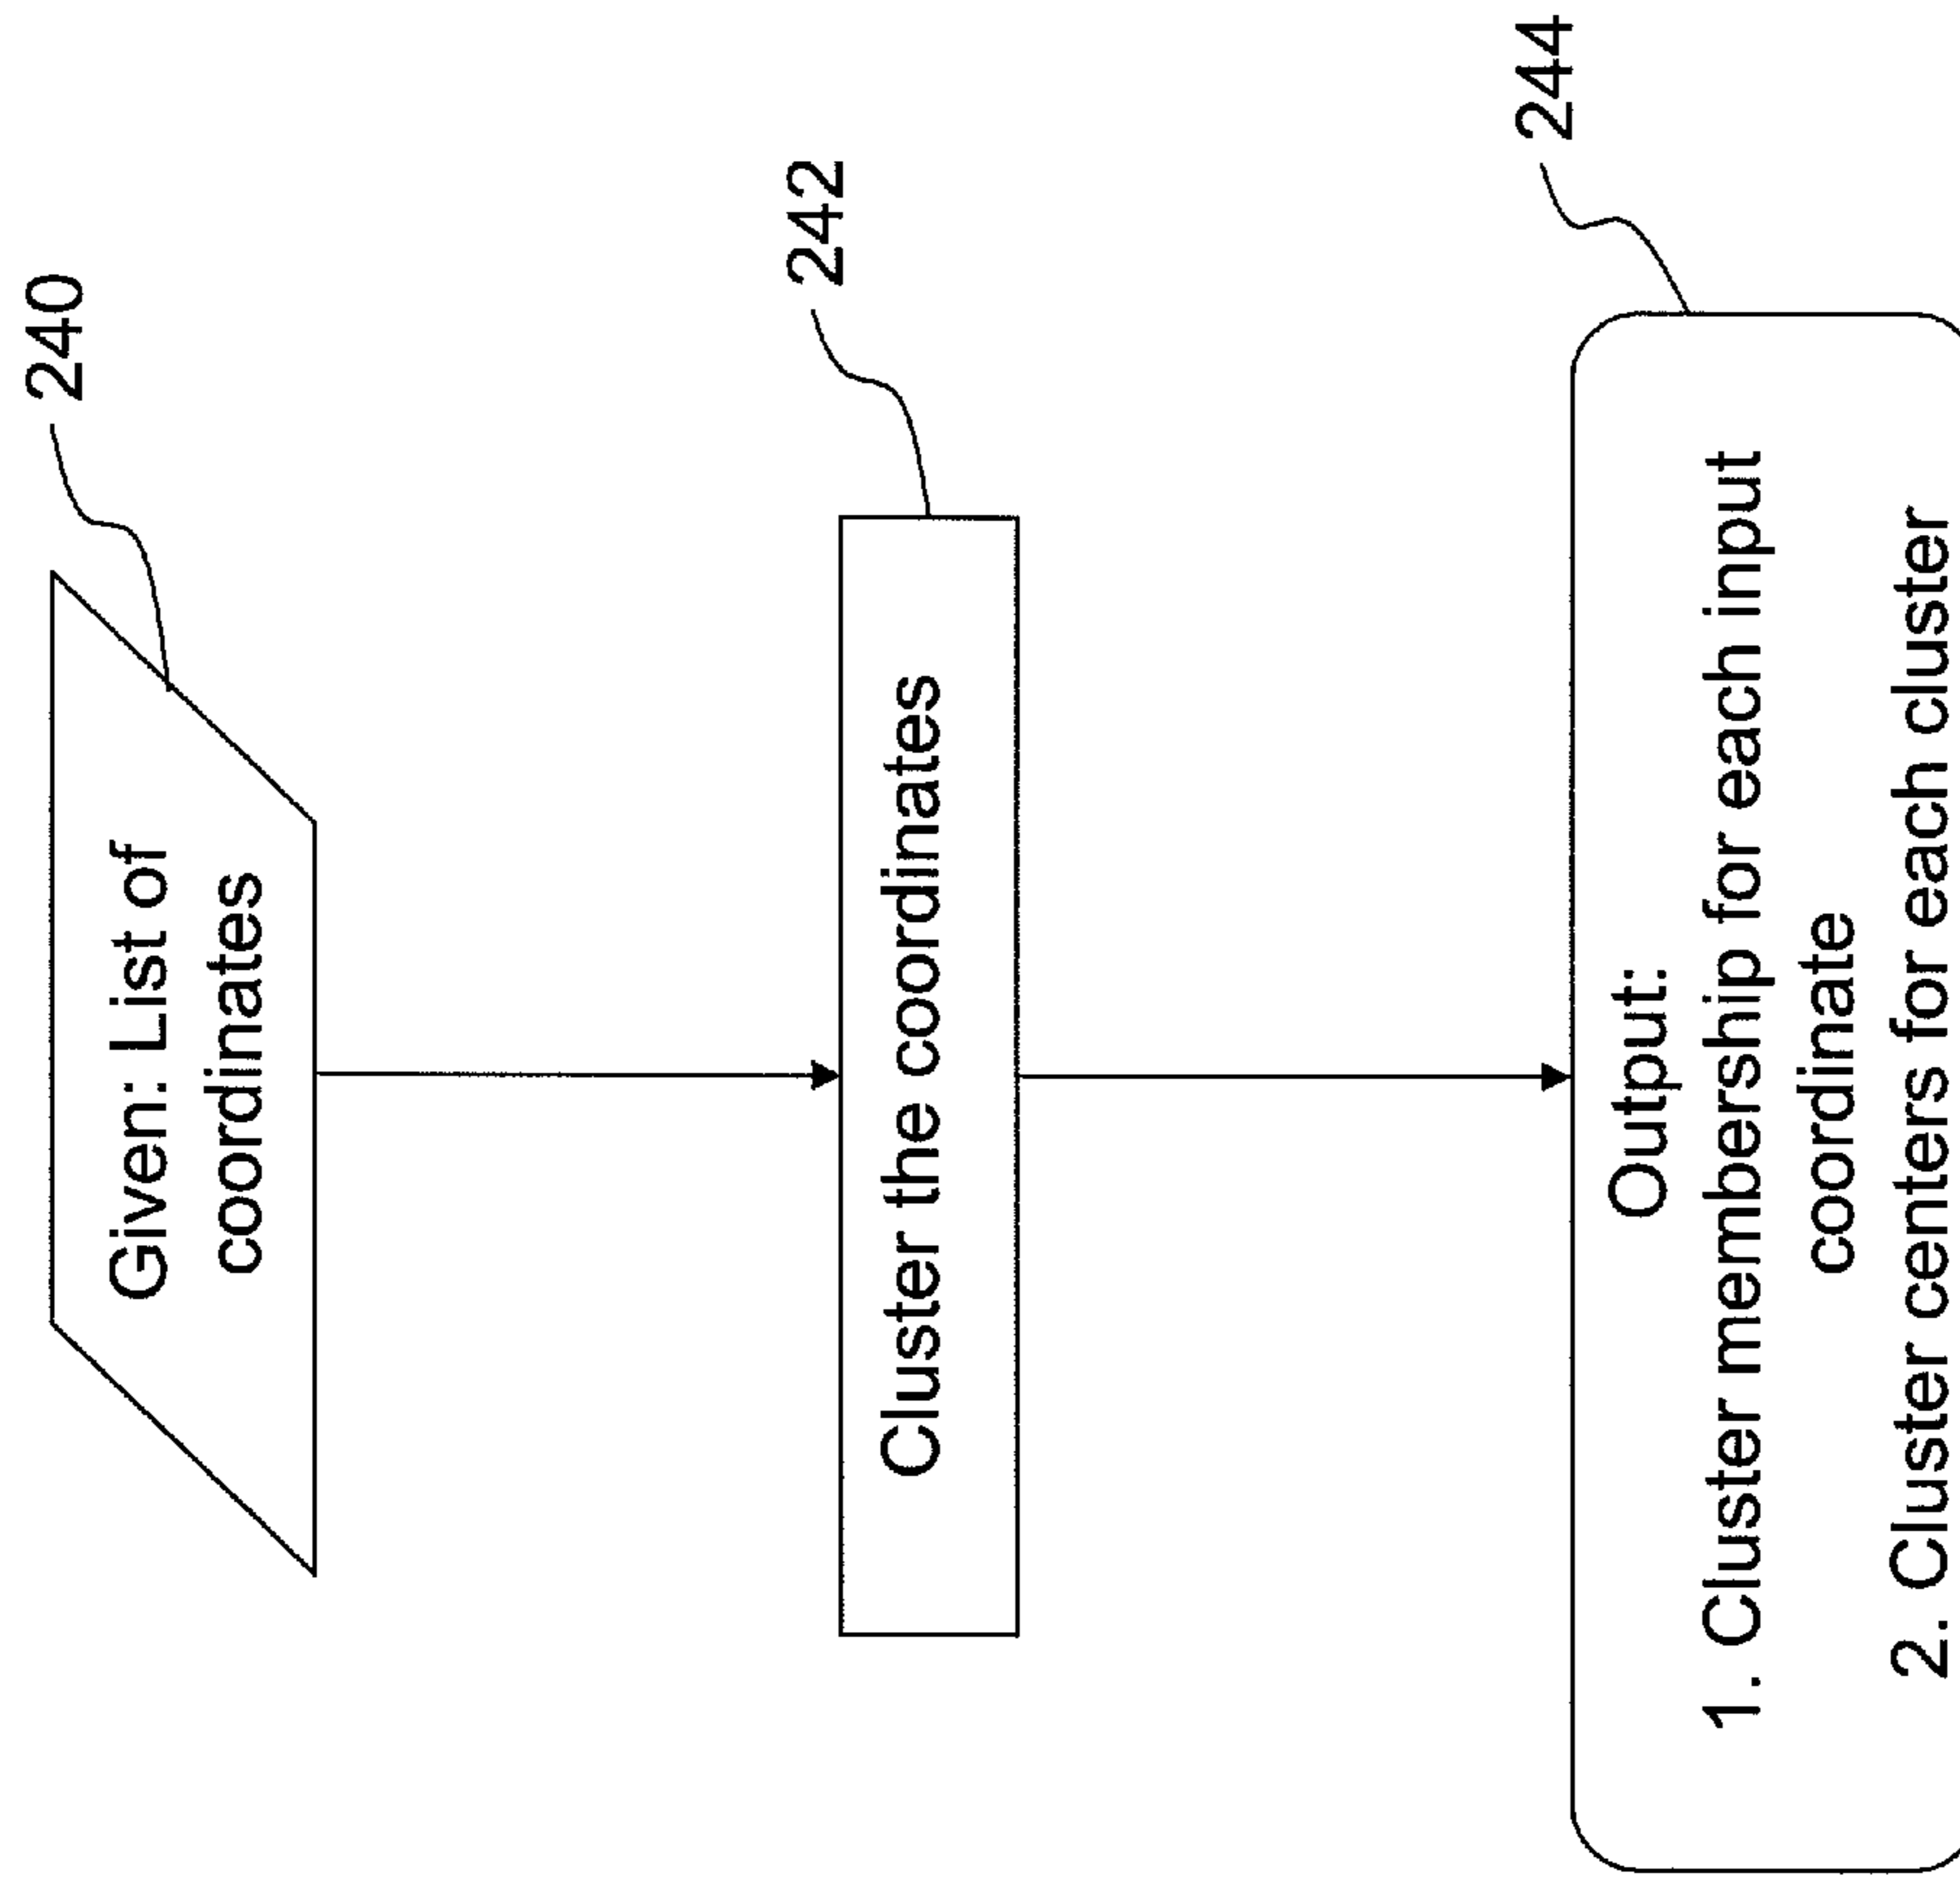 240
Given: List of
coordinates
242
Cluster the coordinates
244
Output:
1. Cluster membership for each input
coordinate
2. Cluster centers for each cluster